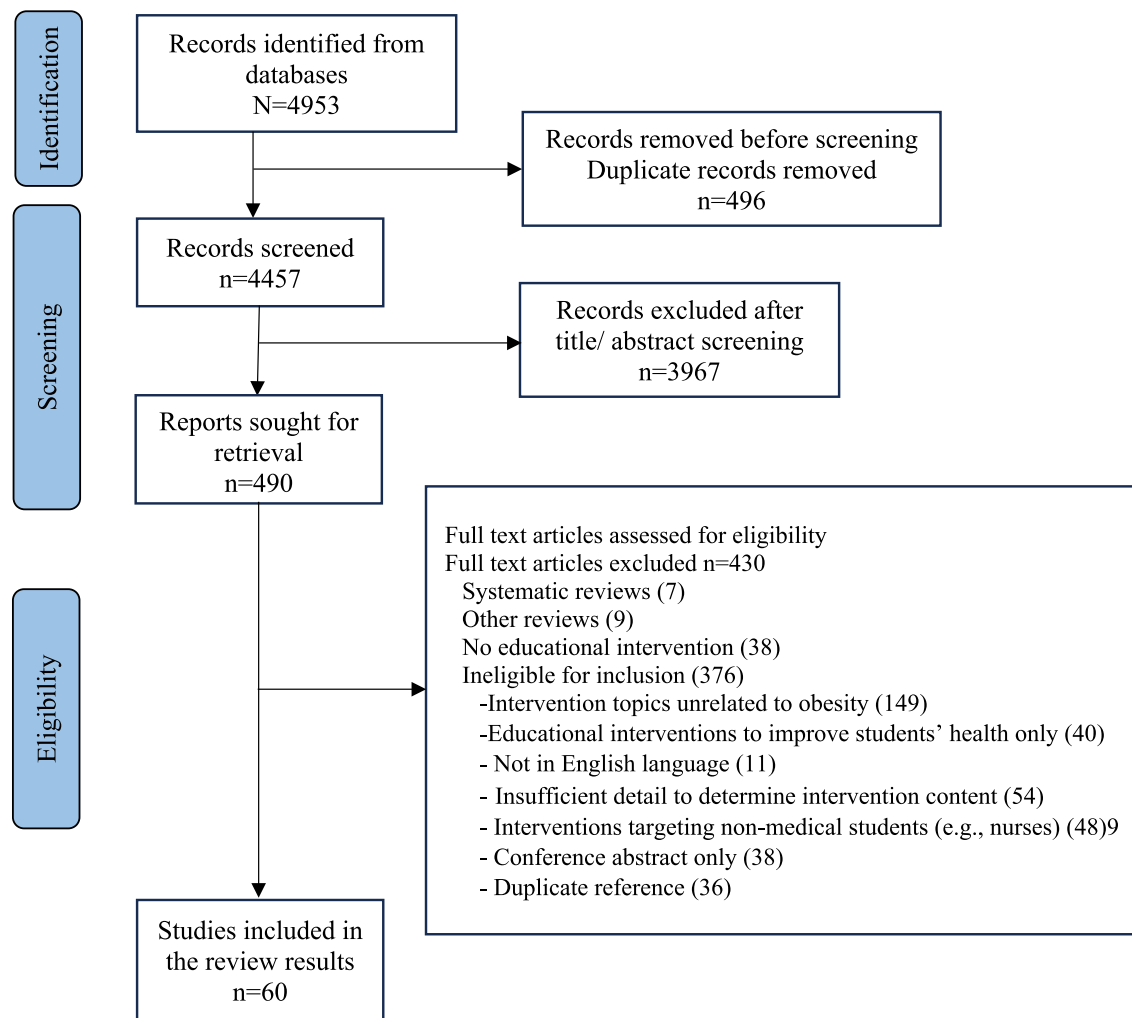 Identification
Records identified from
databases
N=4953
Records removed before screening
Duplicate records removed
n=496
Screening
Records screened
n=4457
Records excluded after
title/ abstract screening
n=3967
Reports sought for
retrieval
n=490
Eligibility
Full text articles assessed for eligibility
Full text articles excluded n=430
Systematic reviews (7)
Other reviews (9)
No educational intervention (38)
Ineligible for inclusion (376)
-Intervention topics unrelated to obesity (149)
-Educational interventions to improve students’ health only (40)
- Not in English language (11)
- Insufficient detail to determine intervention content (54)
- Interventions targeting non-medical students (e.g., nurses) (48)9
- Conference abstract only (38)
- Duplicate reference (36)
Studies included in
the review results
n=60